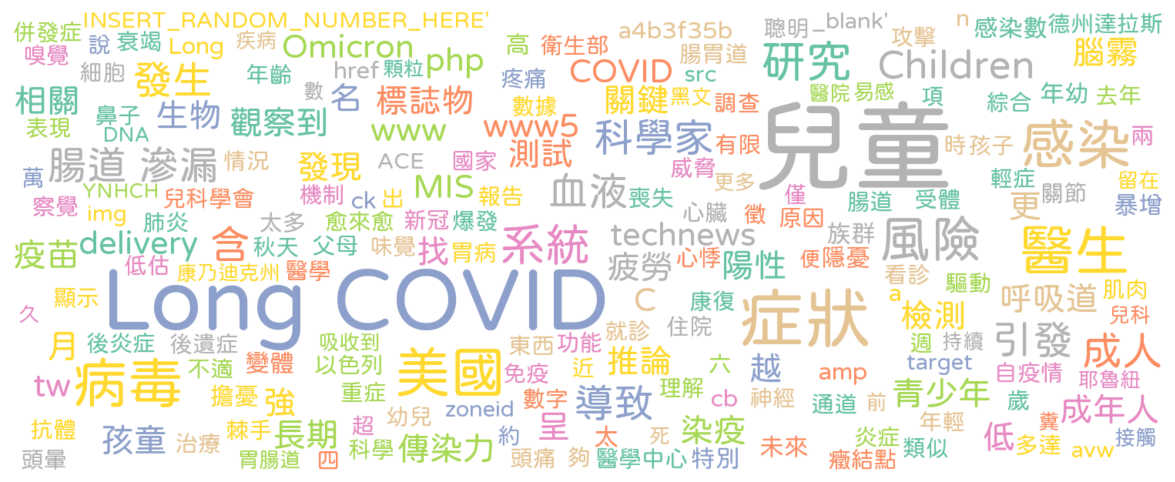 併發症 INSERT_RANDOM_NUMBER_HERE' a4b3f35b 聰明 _blank' n 感染數 德州達拉斯
嗅覺 說 衰竭 Long 疾病 Omicron php 高 衛生部 腸胃道 研究 攻擊 Children 腦霧
細胞 發生 年齡 href 顆粒 疼痛 COVID src
相關 鼻子 生物 數 名 標誌物 數據 關鍵 黑文 調查 醫院 易感 項 綜合 年幼 去年
表現 DNA 觀察到 www www5 科學家 有限 兒童 時 孩子 感染 兩
腸道 滲漏 情況 發現 ACE 國家 測試 威脅 輕症
萬 YNHCH 兒科學會 機制 ck 出 MIS 報告 血液 喪失 更多 僅 腸道 受體 更 關節 留在
察覺 img 肺炎 太多 愈來愈 新冠 爆發 心臟 徵 原因 族群 風險 暴增
疫苗 delivery 含 秋天 父母 味覺 找 胃病 系統 technews 心悸 陽性 便隱憂 醫生
低估 康乃迪克州 醫學 疲勞 看診 驅動
久 顯示 Long COVID C 康復 症狀 a 檢測 呼吸道 肌肉
月 後炎症 後遺症 吸收到 東西 功能 就診 住院 週 持續 引發 兒科
病毒 不適 變體 以色列 美國 免疫 近 推論 六 越 target 自疫情 成人
tw 擔憂 強 重症 數字 導致 理解 amp 青少年 耶魯紐
抗體 孩童 治療 棘手 長期 超 幼兒 zoneid 約 呈 太 cb 神經 通道 前 年輕 歲 成年人
頭暈 胃腸道 四 科學 傳染力 頭痛 夠 死 染疫 醫學中心 特別 未來 炎症 癥結點 類似 低 糞 多達 avw 接觸